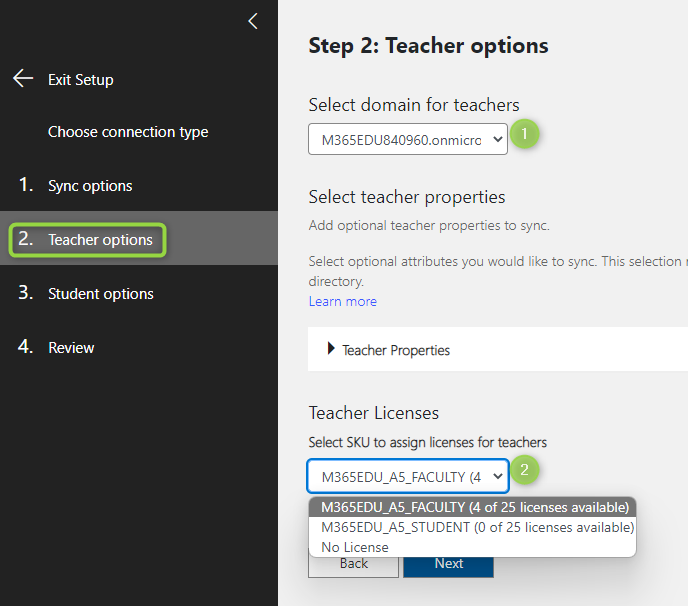 Exit Setup
Choose connection type
1. Sync options
2. Teacher options
3. Student options
4. Review
Step 2: Teacher options
Select domain for teachers
M365EDU840960.onmicro
1
Select teacher properties
Add optional teacher properties to sync.
Select optional attributes you would like to sync. This selection
directory.
Learn more
Teacher Properties
Teacher Licenses
Select SKU to assign licenses for teachers
M365EDU_A5_FACULTY (4
2
M365EDU_A5_FACULTY (4 of 25 licenses available)
M365EDU_A5_STUDENT (0 of 25 licenses available)
No License
Back
Next